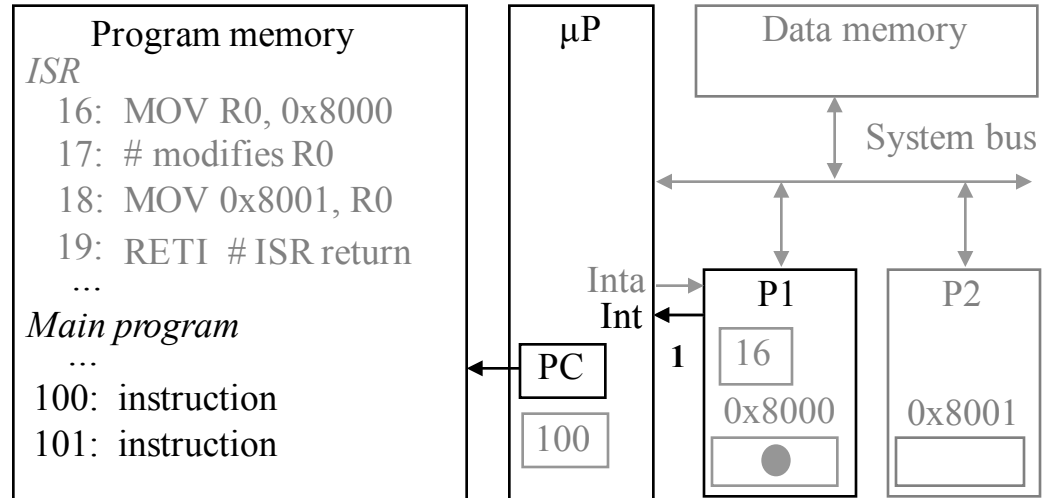 Program memory
ISR
16: MOV R0, 0x8000
17: # modifies R0
18: MOV 0x8001, R0
19: RETI # ISR return
...
Main program
...
100: instruction
101: instruction
µP
Inta
Int
PC
100
1
Data memory
System bus
P1
16
0x8000
P2
0x8001